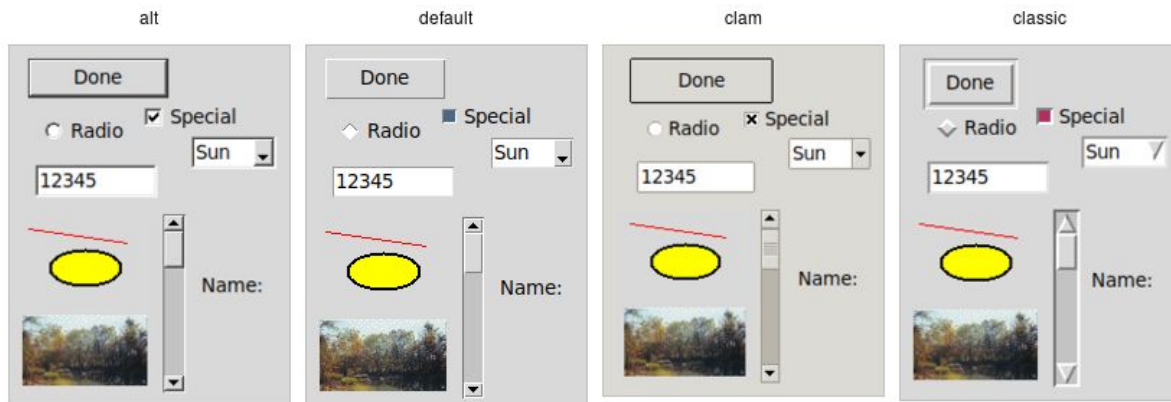 alt
default
clam
classic
Done
Special
Radio
Sun
12345
Name:
Done
Special
Radio
Sun
12345
Name:
Done
Special
Radio
Sun
12345
Name:
Done
Special
Radio
Sun
12345
Name: